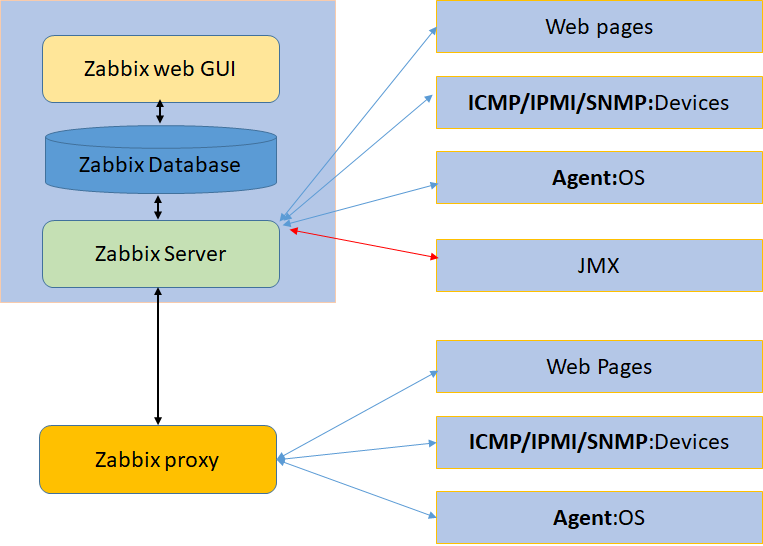 Zabbix web GUI
Zabbix Database
Zabbix Server
Zabbix proxy
Web pages
ICMP/IPMI/SNMP:Devices
Agent:OS
JMX
Web Pages
ICMP/IPMI/SNMP:Devices
Agent:OS